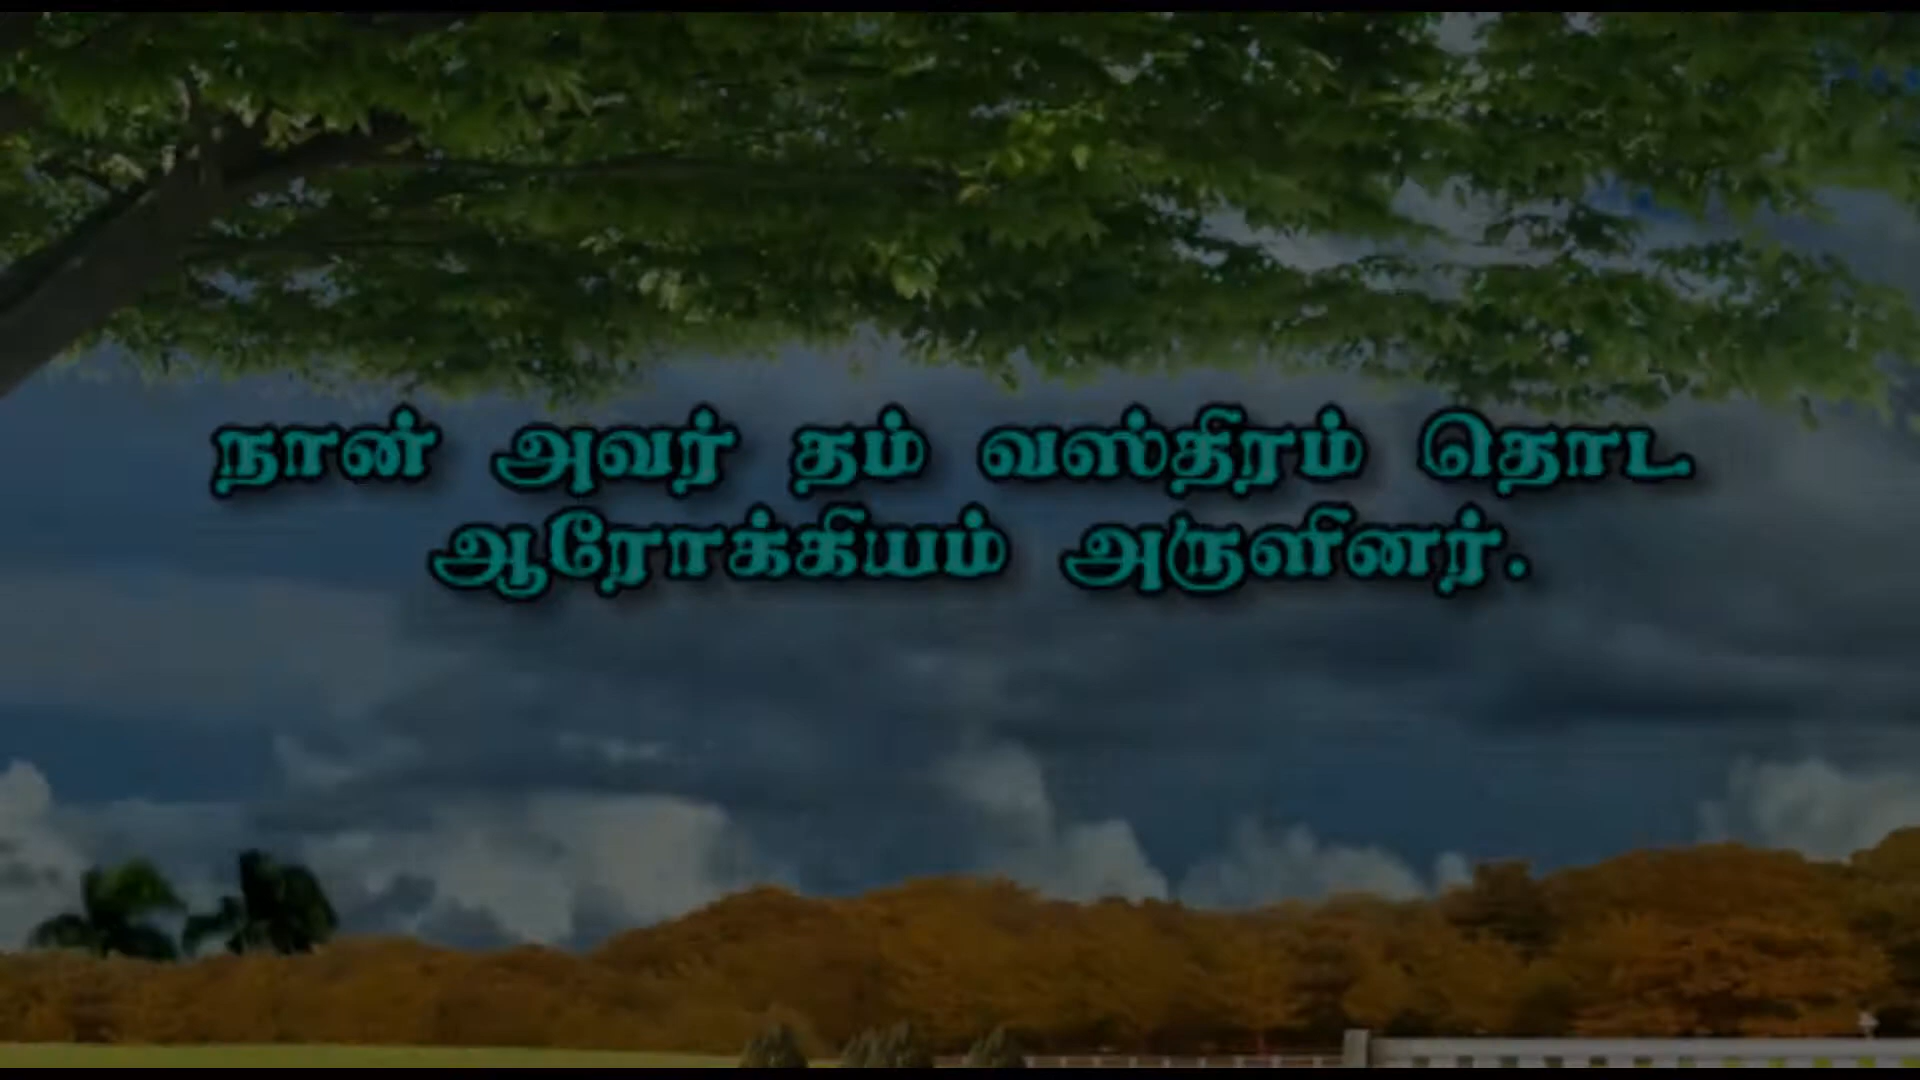 நான் அவர் தம் வஸ்திரம் தொட
ஆரோக்கியம் அருளினர்.